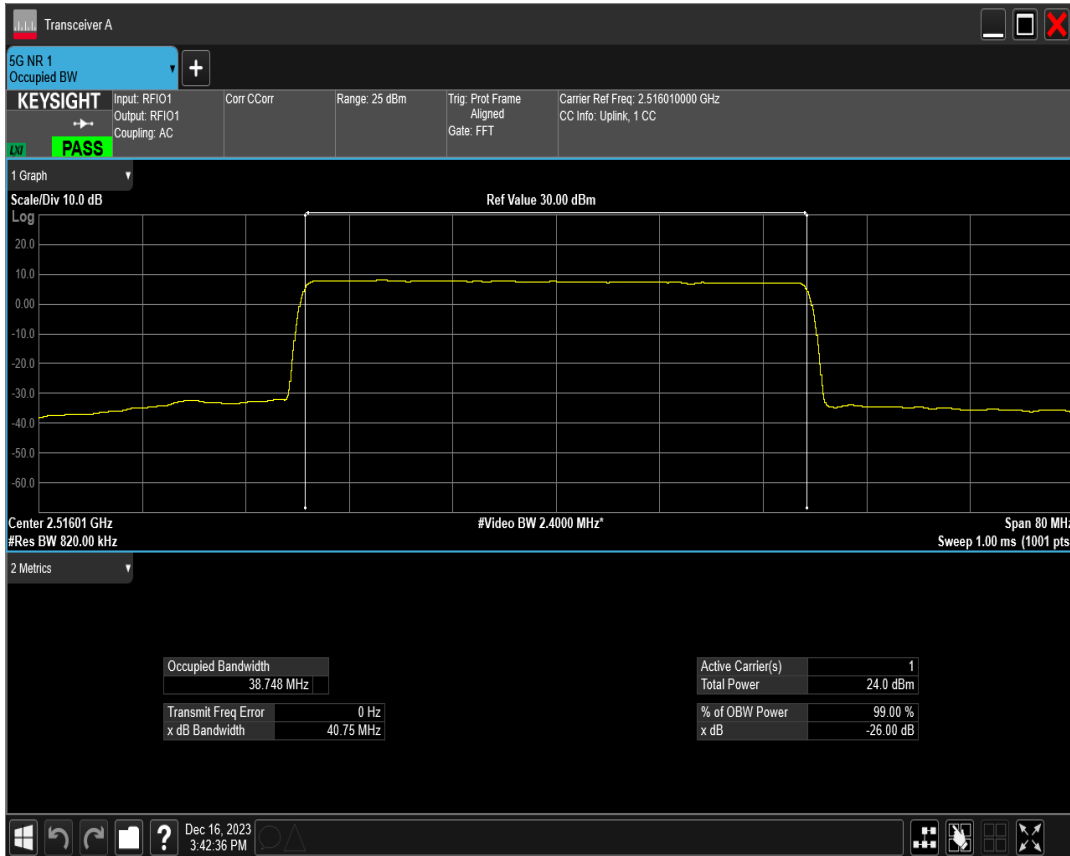 Transceiver A
5G NR 1
Occupied BW
KEYSIGHT
LXI
PASS
Input: RFIO1
Output: RFIO1
Coupling: AC
Corr CCorr
Range: 25 dBm
Trig: Prot Frame
Aligned
Gate: FFT
Carrier Ref Freq: 2.516010000 GHz
CC Info: Uplink, 1 CC
1 Graph
Scale/Div 10.0 dB
Ref Value 30.00 dBm
Log
20.0
10.0
0.00
-10.0
-20.0
-30.0
-40.0
-50.0
-60.0
Center 2.51601 GHz
#Video BW 2.4000 MHz*
Span 80 MHz
#Res BW 820.00 kHz
Sweep 1.00 ms (1001 pts
2 Metrics
Occupied Bandwidth
38.748 MHz
Transmit Freq Error 0 Hz
x dB Bandwidth 40.75 MHz
Active Carrier(s) 1
Total Power 24.0 dBm
% of OBW Power 99.00 %
x dB -26.00 dB
?
Dec 16, 2023
3:42:36 PM